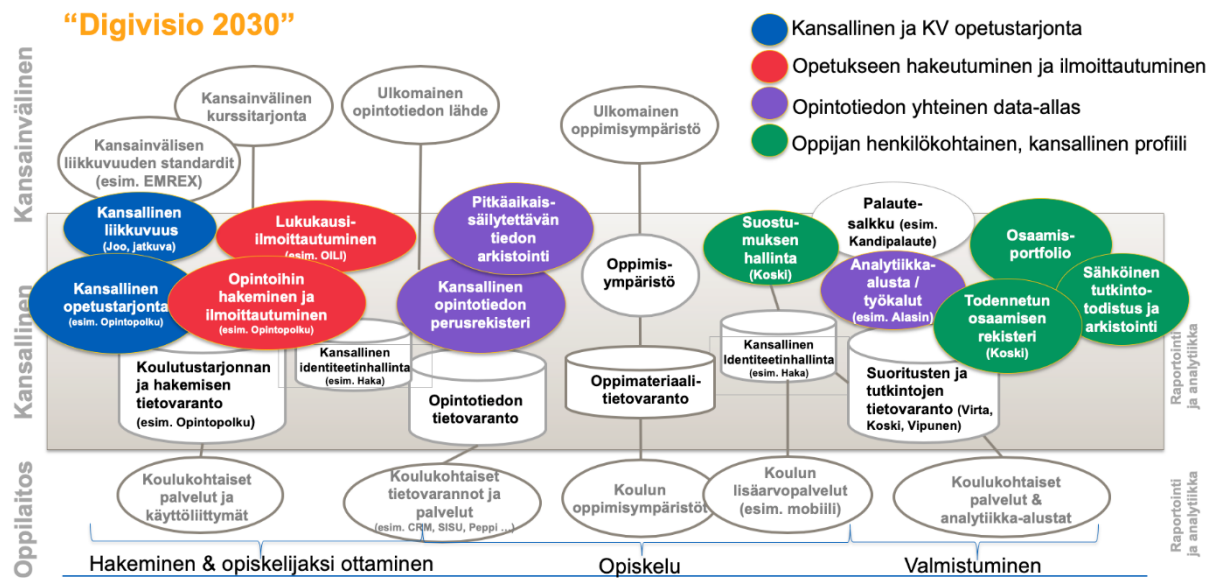 “Digivisio 2030”
Kansallinen ja KV opetustarjonta
Opetukseen hakeutuminen ja ilmoittautuminen
Opintotiedon yhteinen data-allas
Oppijan henkilökohtainen, kansallinen profiili
Kansainvälinen
Kansainvälinen
kurssitarjonta
Ulkomainen
opintotiedon lähde
Ulkomainen
oppimisympäristö
Kansainvälisen
liikkuvuuden standardit
(esim. EMREX)
Kansallinen
Kansallinen
liikkuvuus
(Joo, jatkuva)
Lukukausi-
ilmoittautuminen
(esim. OILI)
Pitkäaikais-
säilytettävän
tiedon
arkistointi
Suostu-
muksen
hallinta
(Koski)
Palaute-
salkku (esim.
Kandipalaute)
Osaamis-
portfolio
Kansallinen
opetustarjonta
(esim. Opintopolku)
Opintoihin
hakeminen ja
ilmoittautuminen
(esim. Opintopolku)
Kansallinen
opintotiedon
perusrekisteri
Oppimis-
ympäristö
Analytiikka-
alusta /
työkalut
(esim. Alasin)
Todennetun
osaamisen
rekisteri
(Koski)
Sähköinen
tutkinto-
todistus ja
arkistointi
Koulutustarjonnan
ja hakemisen
tietovaranto
(esim. Opintopolku)
Kansallinen
identiteetinhallinta
(esim. Haka)
Opintotiedon
tietovaranto
Oppimateriaali-
tietovaranto
Kansallinen
Identiteetinhallinta
(esim. Haka)
Suoritusten ja
tutkintojen
tietovaranto (Virta,
Koski, Vipunen)
Raportointi
ja analytiikka
Oppilaitos
Koulukohtaiset
palvelut ja
käyttöliittymät
Koulukohtaiset
tietovarannot ja
palvelut
(esim. CRM, SISU, Peppi ...)
Koulun
oppimisympäristöt
Koulun
lisäarvopalvelut
(esim. mobiili)
Koulukohtaiset
palvelut &
analytiikka-alustat
Raportointi
ja analytiikka
Hakeminen & opiskelijaksi ottaminen
Opiskelu
Valmistuminen